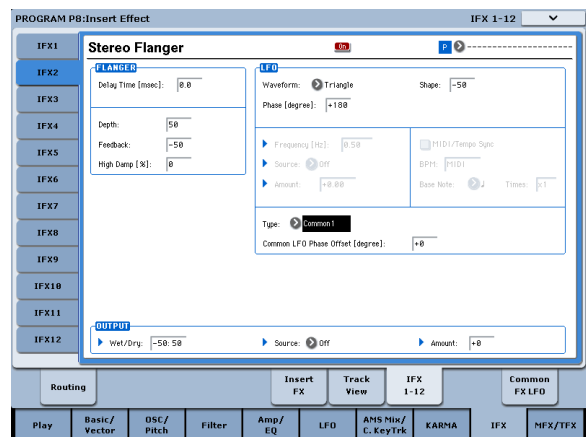 PROGRAM P8:Insert Effect
IFX 1-12
IFX1
IFX2
IFX3
IFX4
IFX5
IFX6
IFX7
IFX8
IFX9
IFX10
IFX11
IFX12
Stereo Flanger
On
P
--------------------
FLANGER
Delay Time [msec]: 0.0
Depth: 50
Feedback: -50
High Damp [%]: 0
LFO
Waveform: Triangle
Shape: -50
Phase [degree]: +180
Frequency [Hz]: 0.50
Source: Off
Amount: +0.00
MIDI/Tempo Sync
BPM: MIDI
Base Note: ♩ Times: x1
Type: Common1
Common LFO Phase Offset [degree]: +0
OUTPUT
Wet/Dry: -50:50
Source: Off
Amount: +0
Routing
Insert FX
Track View
IFX 1-12
Common FX LFO
Play
Basic/ Vector
OSC/ Pitch
Filter
Amp/ EQ
LFO
AMS Mix/ C. KeyTrk
KARMA
IFX
MFX/TFX